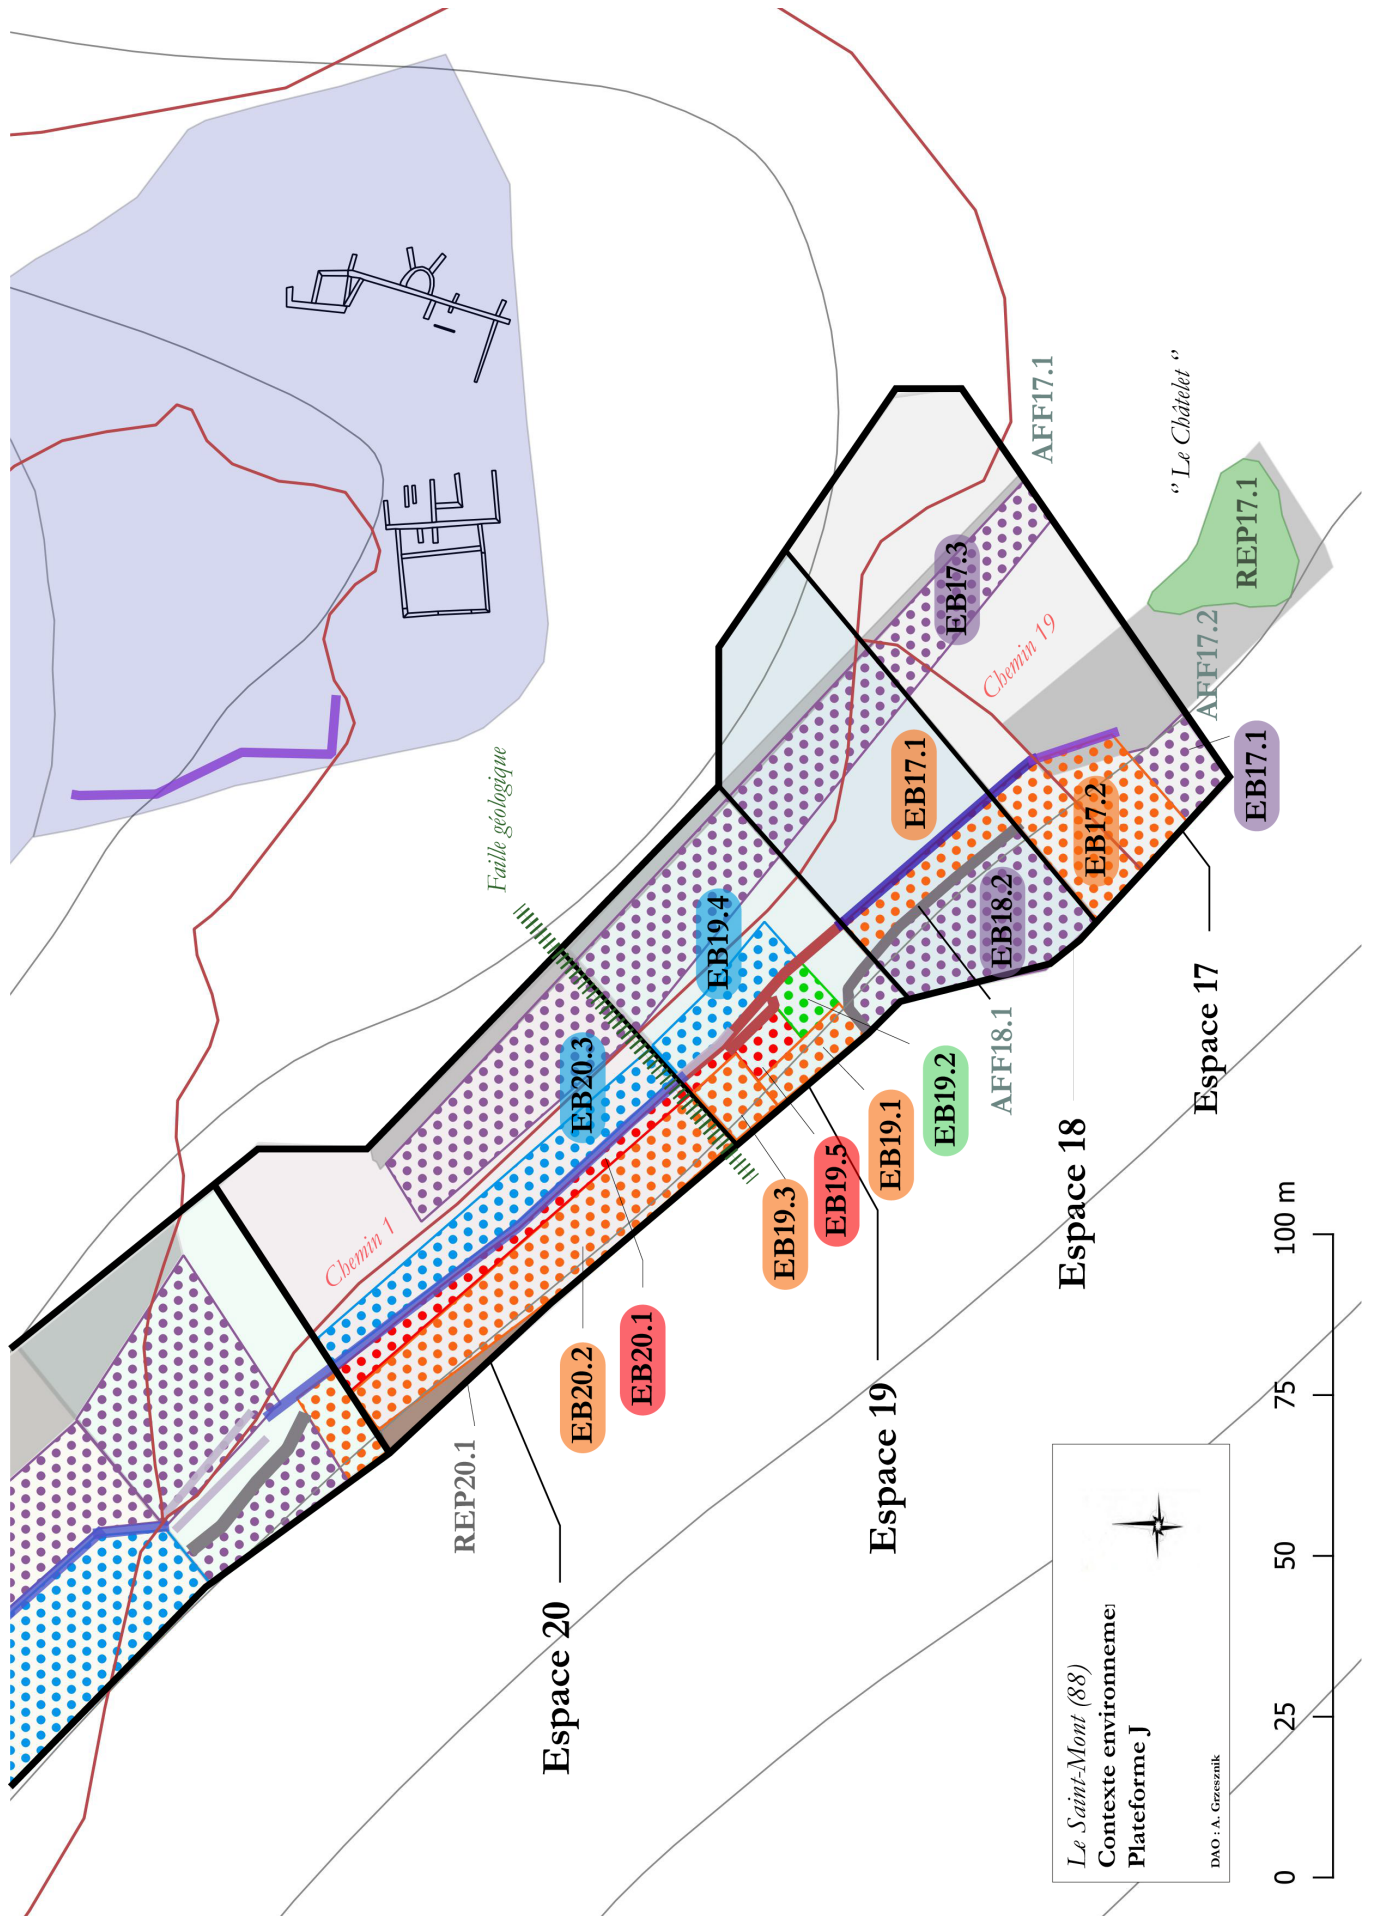 Faille géologique
Chemin 1
Chemin 19
‘’ Le Châtelet ‘’
AFF17.1
AFF17.2
AFF18.1
REP17.1
REP20.1
EB17.3
EB17.1
EB17.2
EB17.1
EB18.2
EB19.4
EB19.2
EB19.1
EB19.5
EB19.3
EB20.3
EB20.1
EB20.2
Espace 17
Espace 18
Espace 19
Espace 20
Le Saint-Mont (88)
Contexte environneme
Plateforme J
DAO : A. Grzesznik
0 25 50 75 100 m